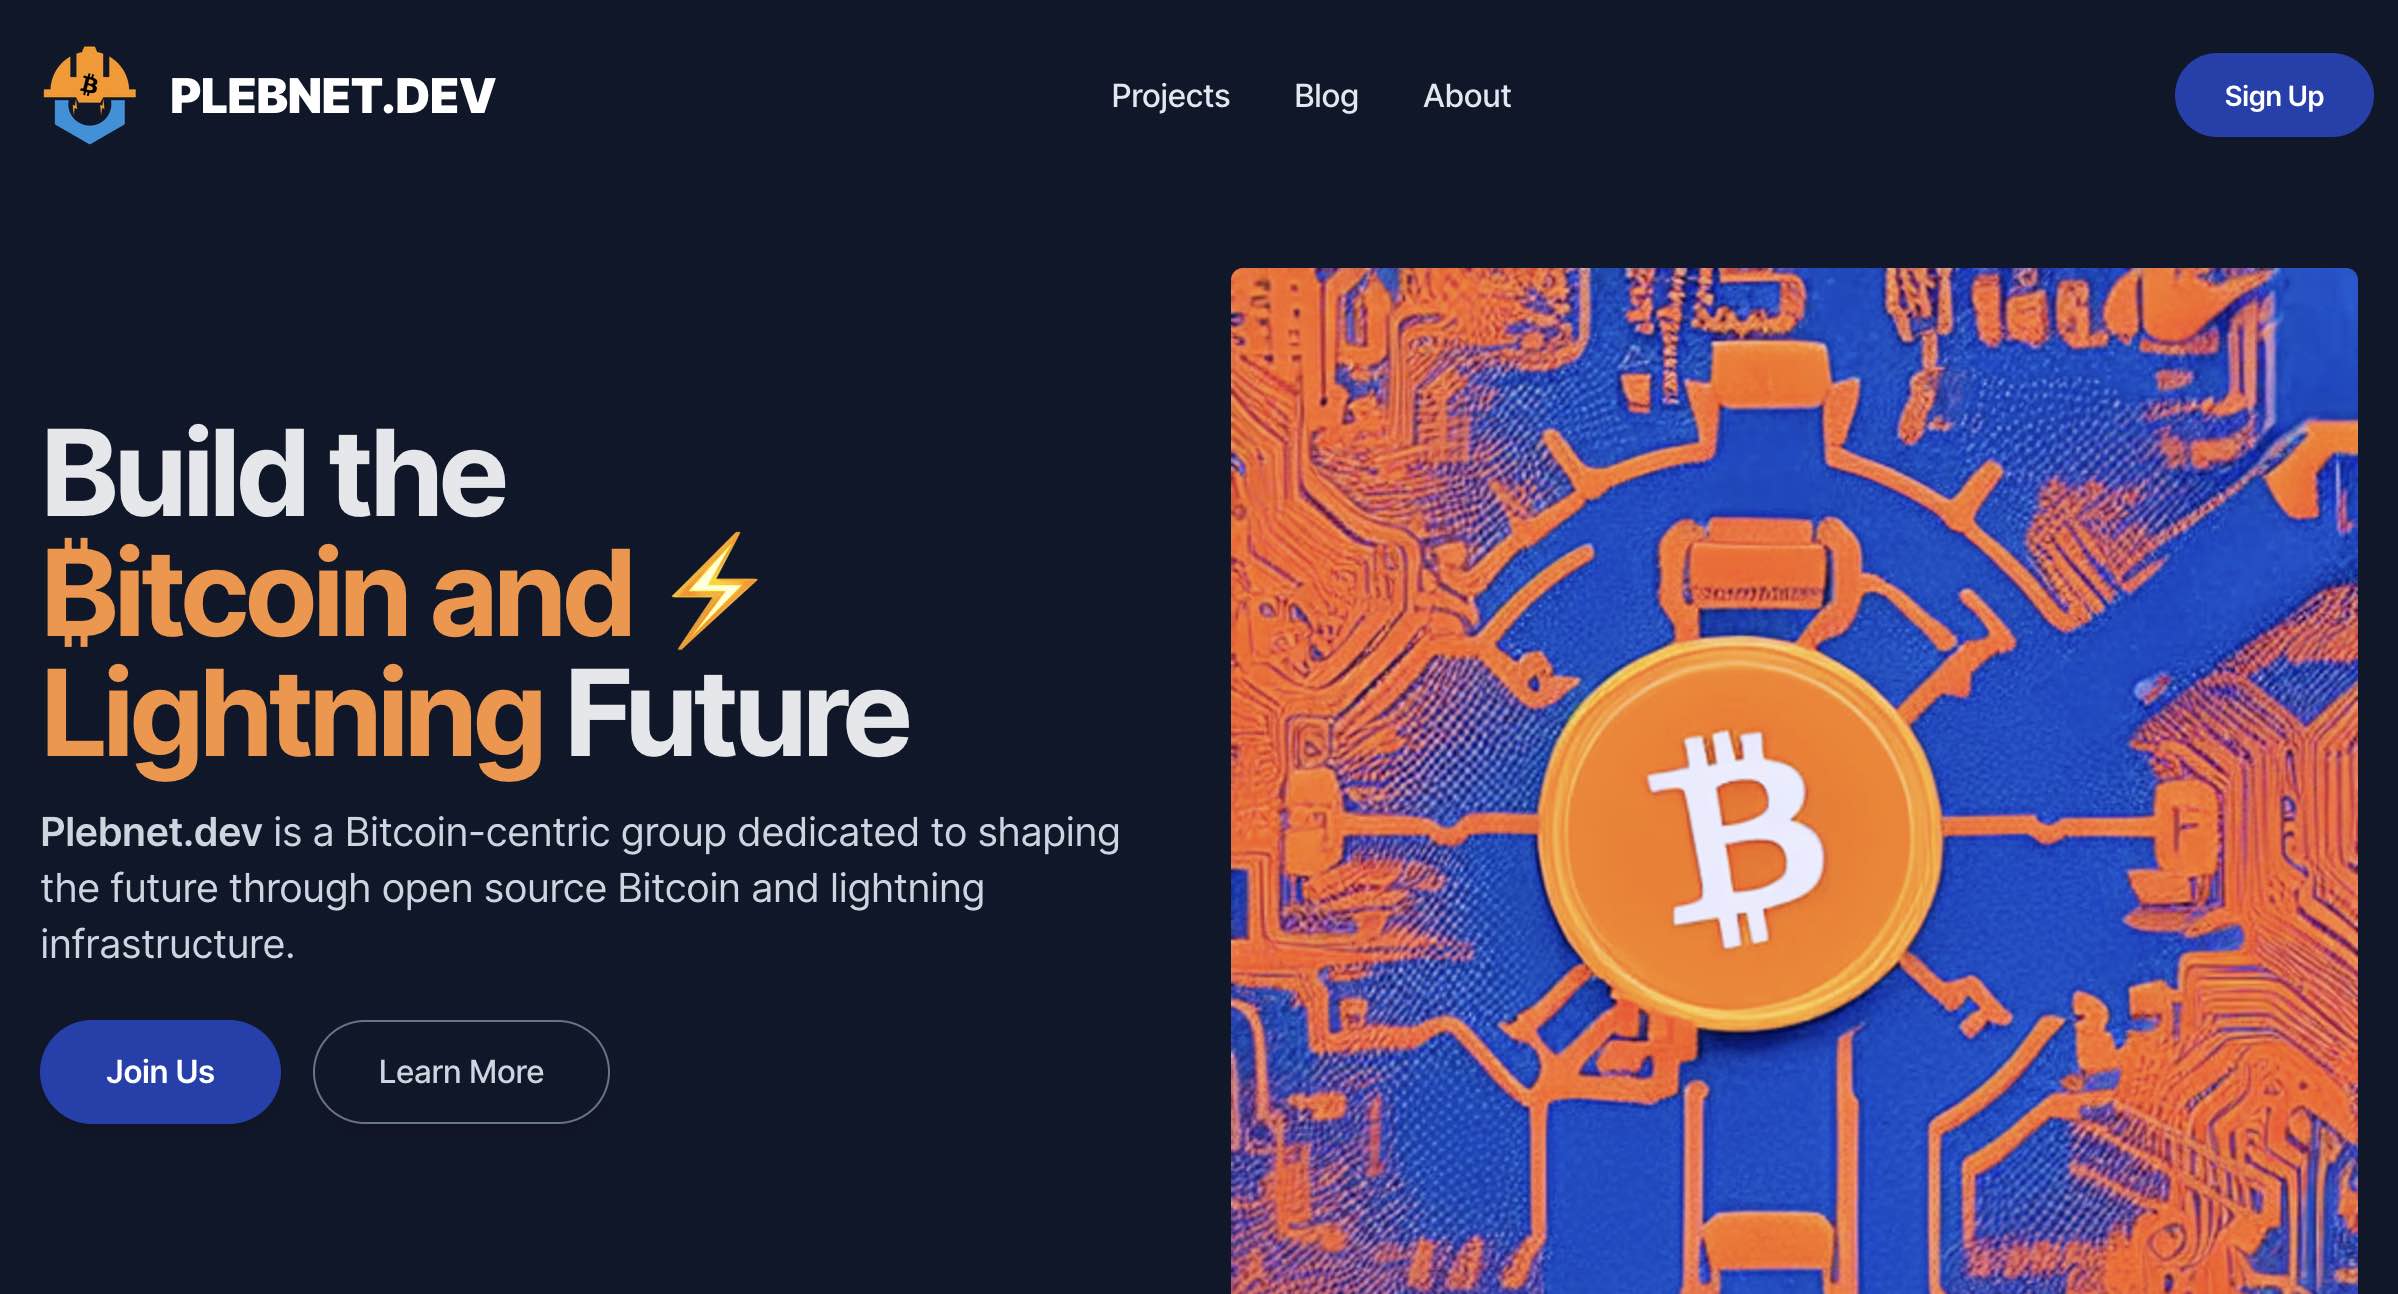 PLEBNET.DEV
Projects
Blog
About
Sign Up
Build the
₿itcoin and ⚡
Lightning Future
Plebnet.dev is a Bitcoin-centric group dedicated to shaping
the future through open source Bitcoin and lightning
infrastructure.
Join Us
Learn More